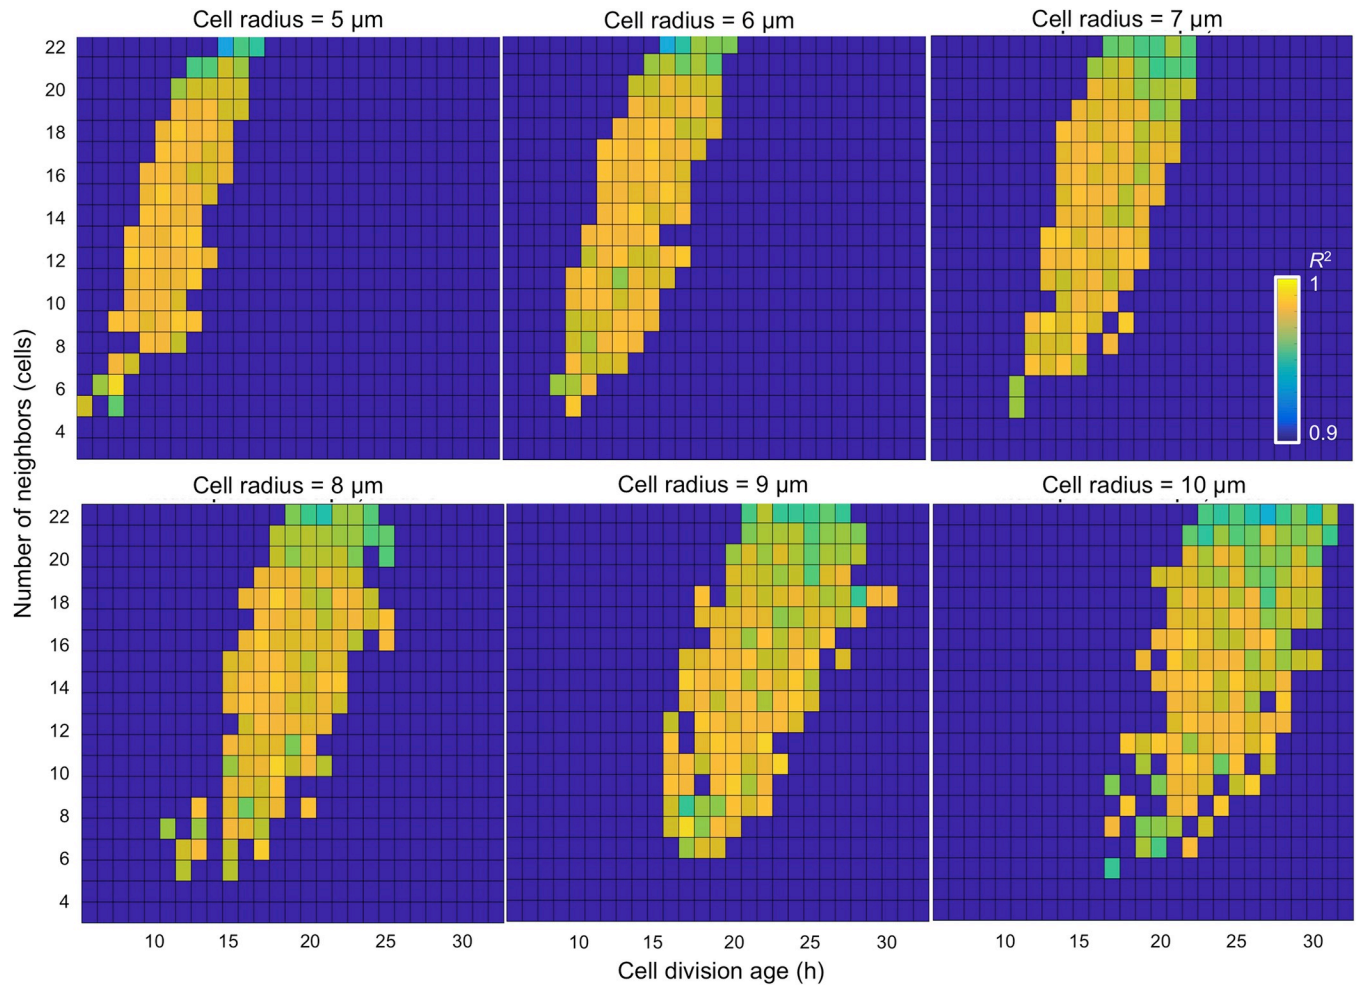 Cell radius = 5 µm
Cell radius = 6 µm
Cell radius = 7 µm
22
20
18
16
14
12
10
8
6
4
R²
1
0.9
Number of neighbors (cells)
Cell radius = 8 µm
Cell radius = 9 µm
Cell radius = 10 µm
22
20
18
16
14
12
10
8
6
4
10 15 20 25 30
10 15 20 25 30
10 15 20 25 30
Cell division age (h)